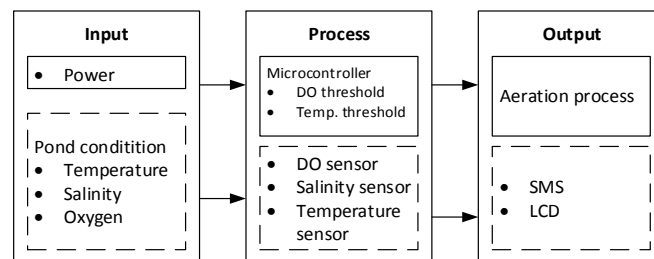 Input
• Power
Pond condtition
• Temperature
• Salinity
• Oxygen
Process
Microcontroller
• DO threshold
• Temp. threshold
• DO sensor
• Salinity sensor
• Temperature
sensor
Output
Aeration process
• SMS
• LCD